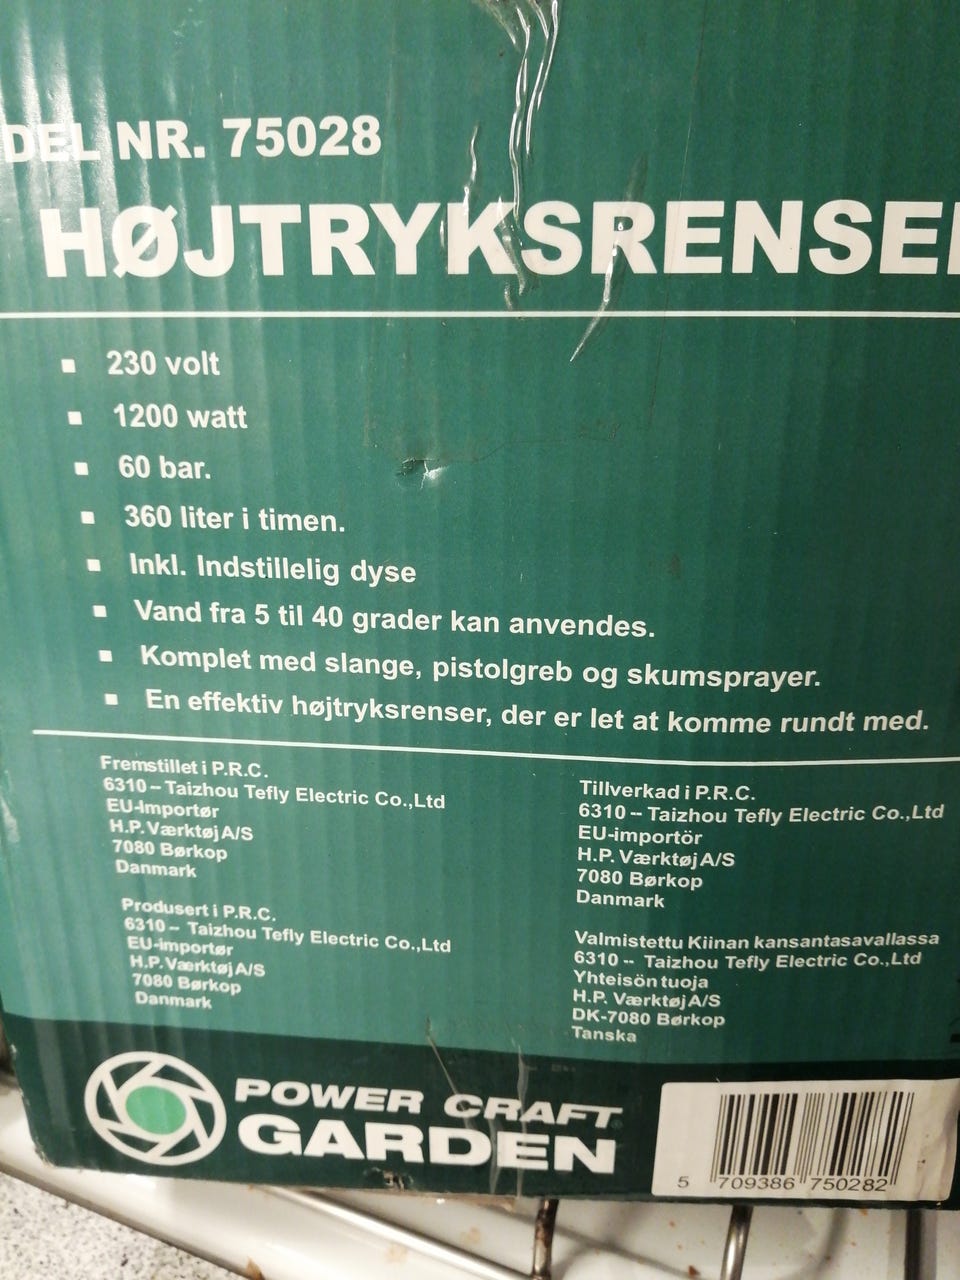 DEL NR. 75028
HØJTRYKSRENSE
230 volt
1200 watt
60 bar.
360 liter i timen.
Inkl. Indstillelig dyse
Vand fra 5 til 40 grader kan anvendes.
Komplet med slange, pistolgreb og skumsprayer.
En effektiv højtryksrenser, der er let at komme rundt med.
Fremstillet i P.R.C.
6310 -- Taizhou Tefly Electric Co.,Ltd
EU-Importør
H.P. Værktøj A/S
7080 Børkop
Danmark
Produsert i P.R.C.
6310 -- Taizhou Tefly Electric Co.,Ltd
EU-importør
H.P. Værktøj A/S
7080 Børkop
Danmark
Tillverkad i P.R.C.
6310 -- Taizhou Tefly Electric Co.,Ltd
EU-importör
H.P. Værktøj A/S
7080 Børkop
Danmark
Valmistettu Kiinan kansantasavallassa
6310 -- Taizhou Tefly Electric Co.,Ltd
Yhteisön tuoja
H.P. Værktøj A/S
DK-7080 Børkop
Tanska
POWER CRAFT
GARDEN
5 709386 750282